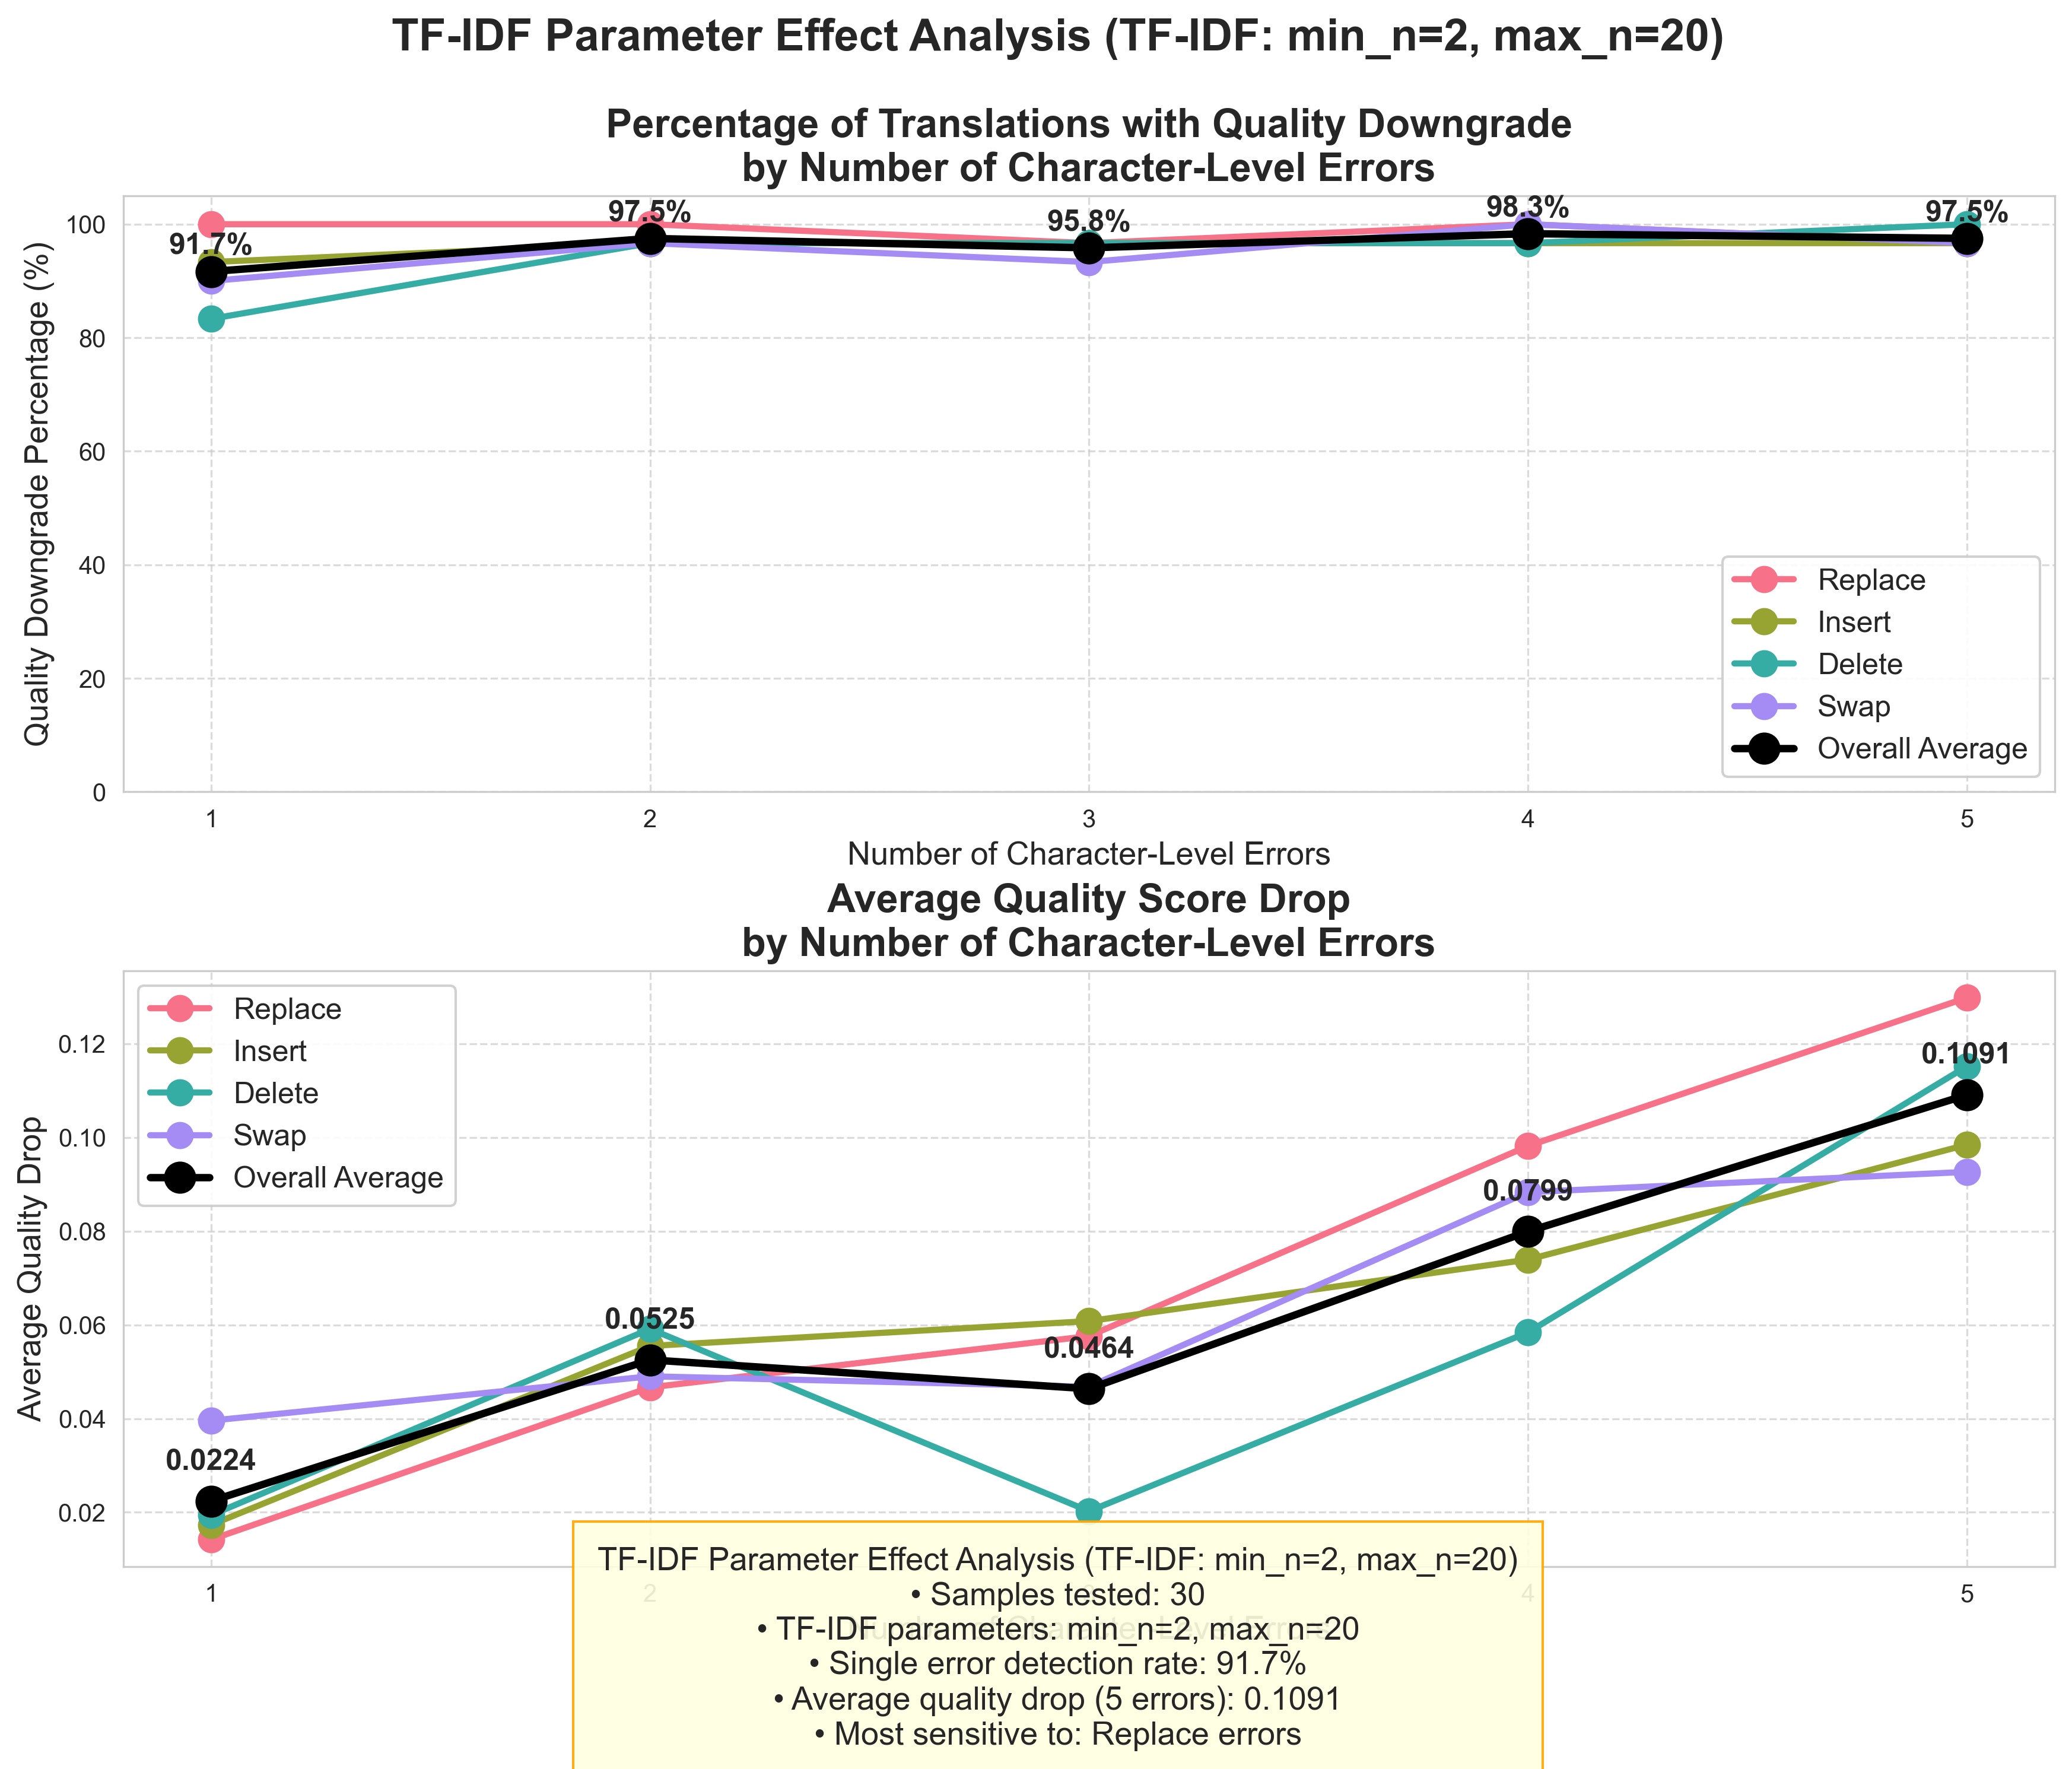 TF-IDF Parameter Effect Analysis (TF-IDF: min_n=2, max_n=20)
Percentage of Translations with Quality Downgrade
by Number of Character-Level Errors
Quality Downgrade Percentage (%)
100
80
60
40
20
0
91.7%
97.5%
95.8%
98.3%
97.5%
Replace
Insert
Delete
Swap
Overall Average
1
2
3
4
5
Number of Character-Level Errors
Average Quality Score Drop
by Number of Character-Level Errors
Average Quality Drop
0.12
0.10
0.08
0.06
0.04
0.02
Replace
Insert
Delete
Swap
Overall Average
0.0224
0.0525
0.0464
0.0799
0.1091
1
2
4
5
TF-IDF Parameter Effect Analysis (TF-IDF: min_n=2, max_n=20)
• Samples tested: 30
• TF-IDF parameters: min_n=2, max_n=20
• Single error detection rate: 91.7%
• Average quality drop (5 errors): 0.1091
• Most sensitive to: Replace errors